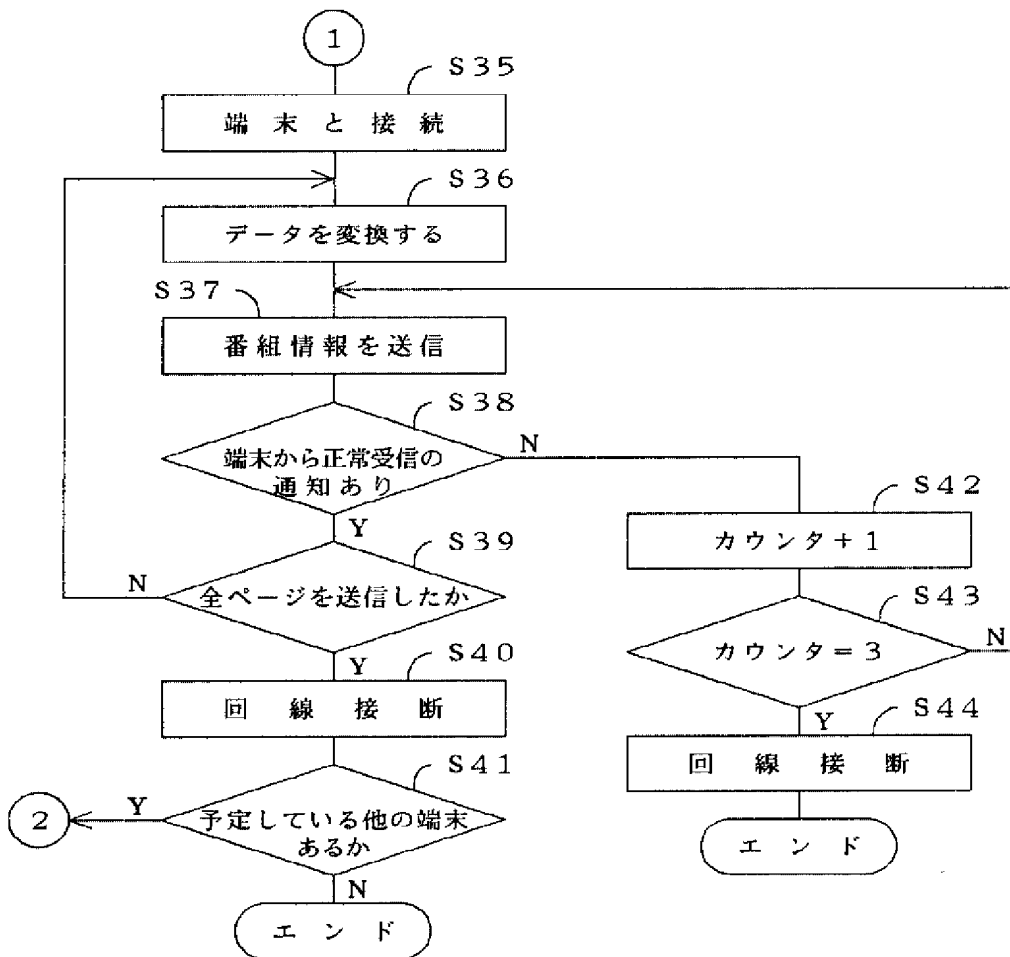 1
S35
端末と接続
S36
データを変換する
S37
番組情報を送信
S38
端末から正常受信の
通知あり
N
Y
S39
全ページを送信したか
N
Y
S40
回線接断
S41
予定している他の端末
あるか
Y
2
N
エンド
S42
カウンタ+1
S43
カウンタ=3
N
Y
S44
回線接断
エンド